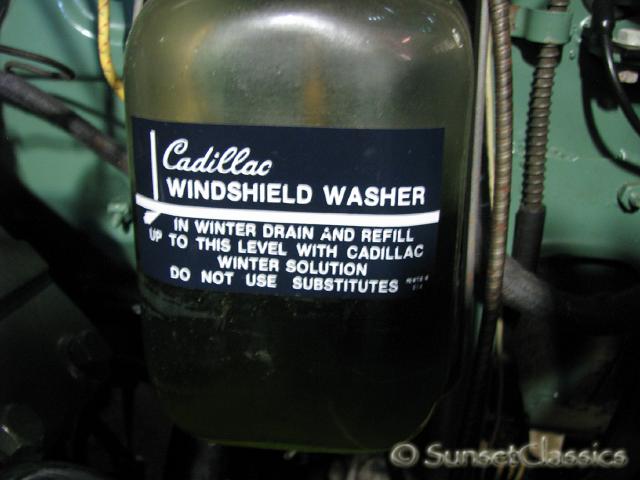 Cadillac
WINDSHIELD WASHER
IN WINTER DRAIN AND REFILL
UP TO THIS LEVEL WITH CADILLAC
WINTER SOLUTION
DO NOT USE SUBSTITUTES
© SunsetClassics